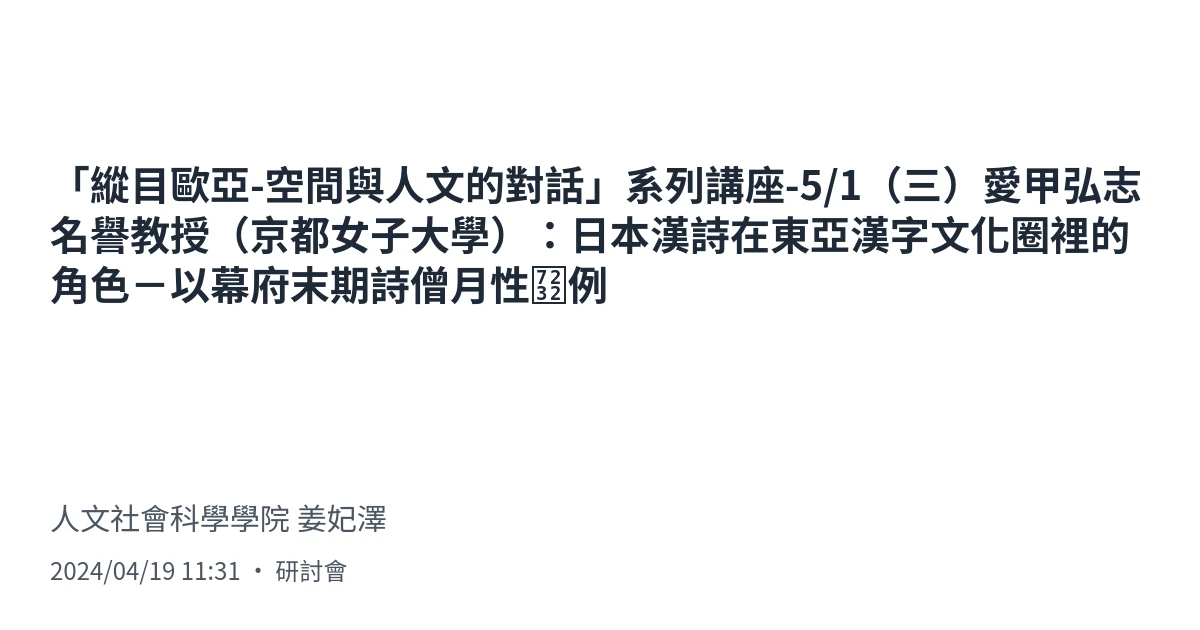 「縱目歐亞-空間與人文的對話」系列講座-5/1（三）愛甲弘志
名譽教授（京都女子大學）：日本漢詩在東亞漢字文化圈裡的
角色－以幕府末期詩僧月性爲例
人文社會科學學院 姜妃澤
2024/04/19 11:31 ・ 研討會